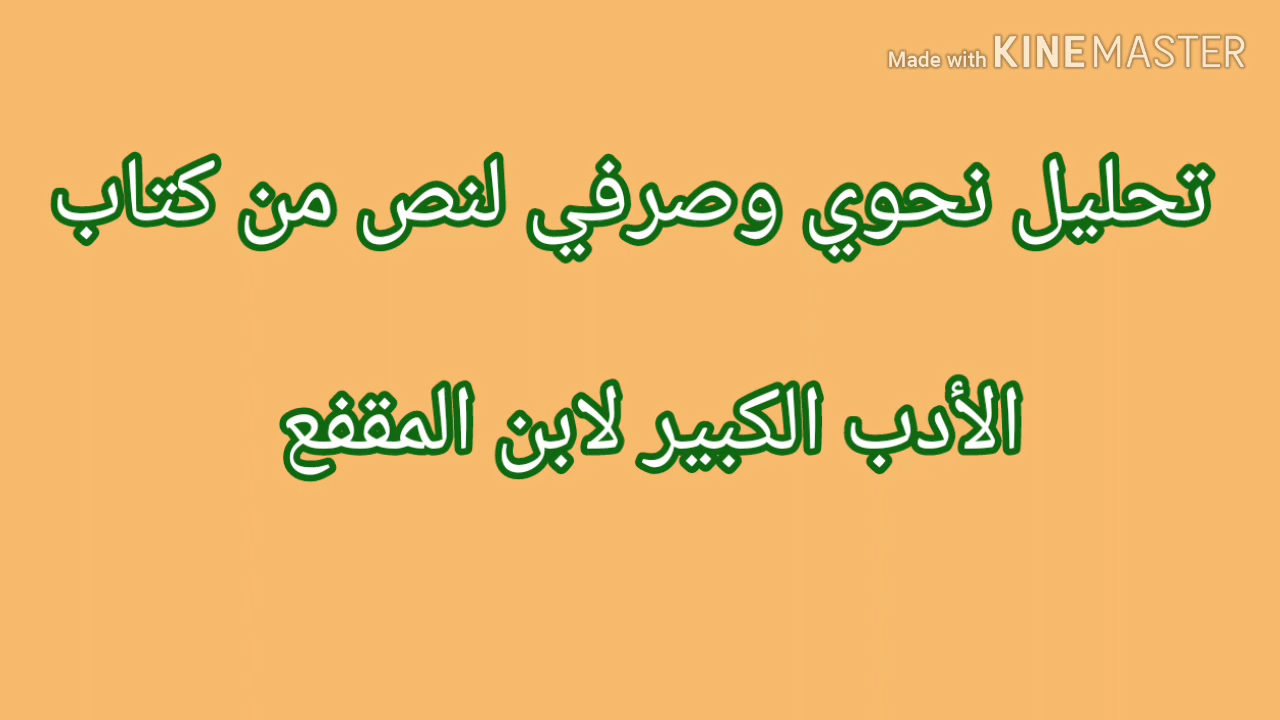 Made with KINEMASTER
تحليل نحوي وصرفي لنص من كتاب
الأدب الكبير لابن المقفع